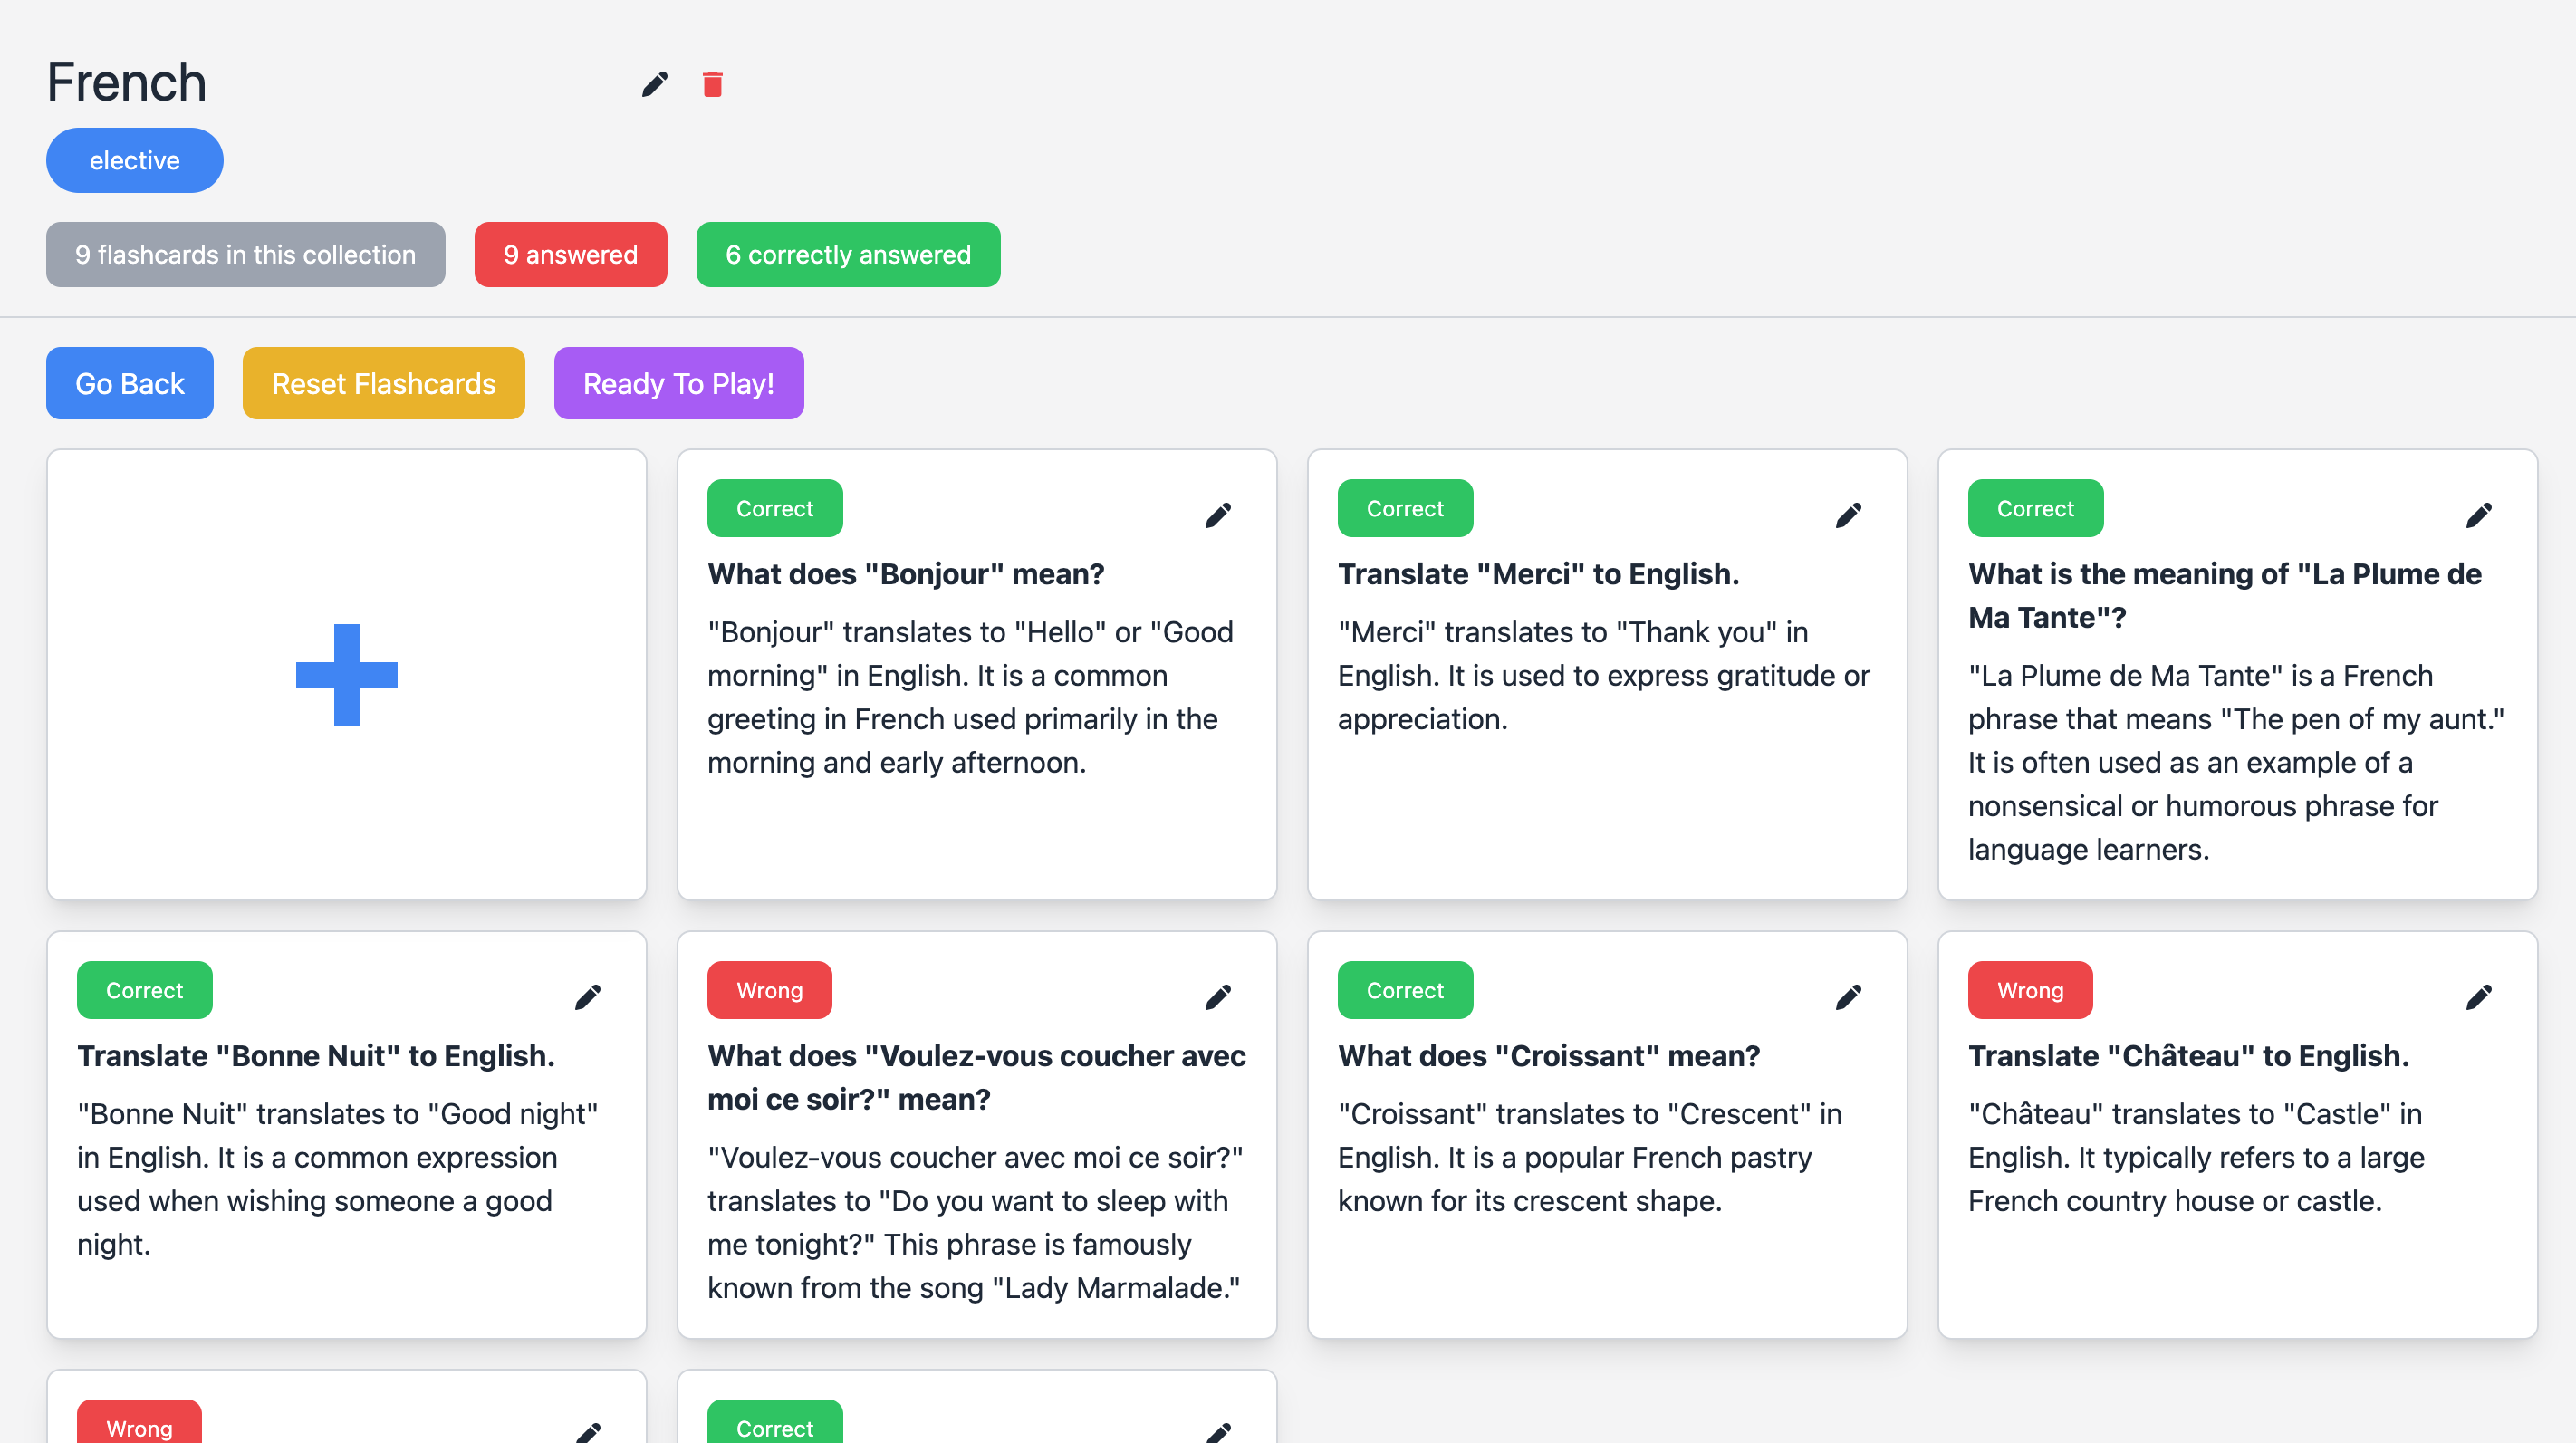 French
elective
9 flashcards in this collection
9 answered
6 correctly answered
Go Back
Reset Flashcards
Ready To Play!
Correct
What does "Bonjour" mean?
"Bonjour" translates to "Hello" or "Good
morning" in English. It is a common
greeting in French used primarily in the
morning and early afternoon.
Correct
Translate "Merci" to English.
"Merci" translates to "Thank you" in
English. It is used to express gratitude or
appreciation.
Correct
What is the meaning of "La Plume de
Ma Tante"?
"La Plume de Ma Tante" is a French
phrase that means "The pen of my aunt."
It is often used as an example of a
nonsensical or humorous phrase for
language learners.
Correct
Translate "Bonne Nuit" to English.
"Bonne Nuit" translates to "Good night"
in English. It is a common expression
used when wishing someone a good
night.
Wrong
What does "Voulez-vous coucher avec
moi ce soir?" mean?
"Voulez-vous coucher avec moi ce soir?"
translates to "Do you want to sleep with
me tonight?" This phrase is famously
known from the song "Lady Marmalade."
Correct
What does "Croissant" mean?
"Croissant" translates to "Crescent" in
English. It is a popular French pastry
known for its crescent shape.
Wrong
Translate "Château" to English.
"Château" translates to "Castle" in
English. It typically refers to a large
French country house or castle.
Wrong
Correct